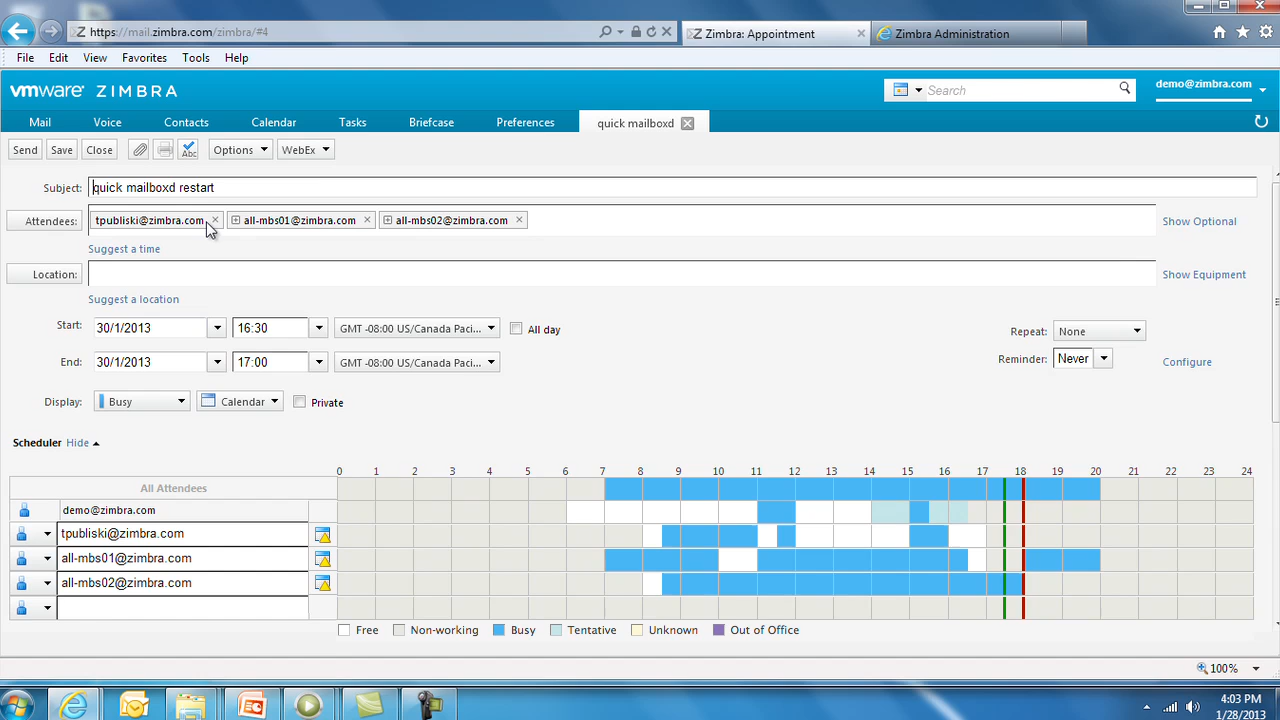 https://mail.zimbra.com/zimbra/#4
Zimbra: Appointment
Zimbra Administration
File Edit View Favorites Tools Help
vmware ZIMBRA
Search
demo@zimbra.com
Mail Voice Contacts Calendar Tasks Briefcase Preferences quick mailboxd
Send Save Close Abc Options WebEx
Subject: quick mailboxd restart
Attendees: tpubliski@zimbra.com all-mbs01@zimbra.com all-mbs02@zimbra.com Show Optional
Suggest a time
Location: Show Equipment
Suggest a location
Start: 30/1/2013 16:30 GMT -08:00 US/Canada Paci... All day Repeat: None
End: 30/1/2013 17:00 GMT -08:00 US/Canada Paci... Reminder: Never Configure
Display: Busy Calendar Private
Scheduler Hide
0 1 2 3 4 5 6 7 8 9 10 11 12 13 14 15 16 17 18 19 20 21 22 23 24
All Attendees
demo@zimbra.com
tpubliski@zimbra.com
all-mbs01@zimbra.com
all-mbs02@zimbra.com
Free Non-working Busy Tentative Unknown Out of Office
100%
4:03 PM
1/28/2013